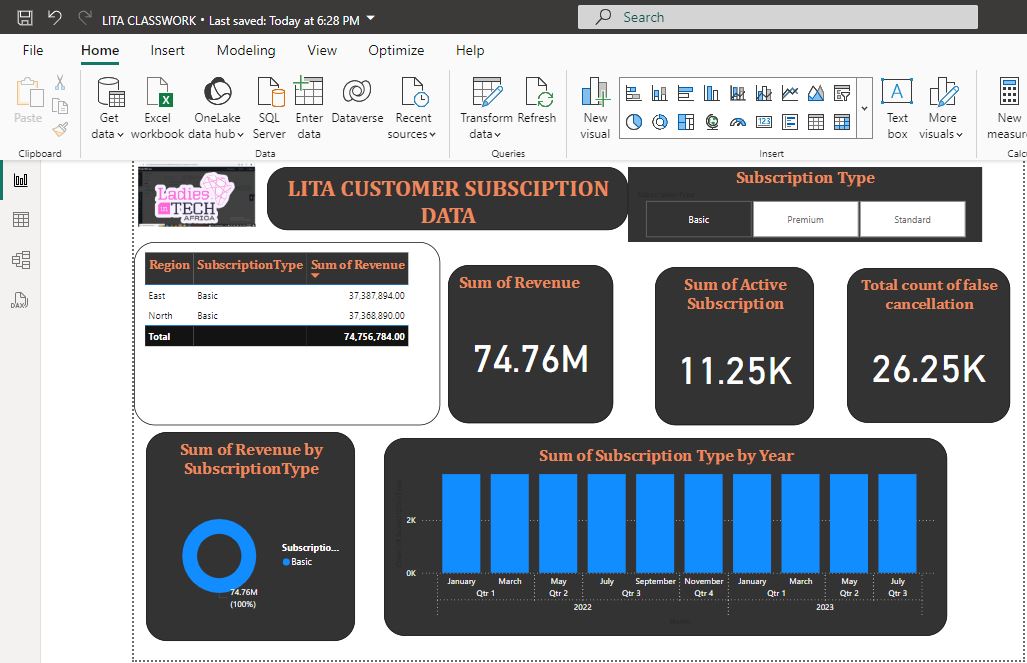 LITA CLASSWORK • Last saved: Today at 6:28 PM
Search
File Home Insert Modeling View Optimize Help
Paste
Get data
Excel workbook
OneLake data hub
SQL Server
Enter data
Dataverse
Recent sources
Transform data
Refresh
New visual
Text box
More visuals
New
Clipboard
Data
Queries
Insert
Ladies in TECH AFRICA
LITA CUSTOMER SUBSCIPTION
DATA
Subscription Type
Basic Premium Standard
Region SubscriptionType Sum of Revenue
East Basic 37,387,894.00
North Basic 37,368,890.00
Total 74,756,784.00
Sum of Revenue
74.76M
Sum of Active
Subscription
11.25K
Total count of false
cancellation
26.25K
Sum of Revenue by
SubscriptionType
Subscriptio...
Basic
74.76M
(100%)
Sum of Subscription Type by Year
2K
0K
January March May July September November January March May July
Qtr 1 Qtr 2 Qtr 3 Qtr 4 Qtr 1 Qtr 2 Qtr 3
2022 2023